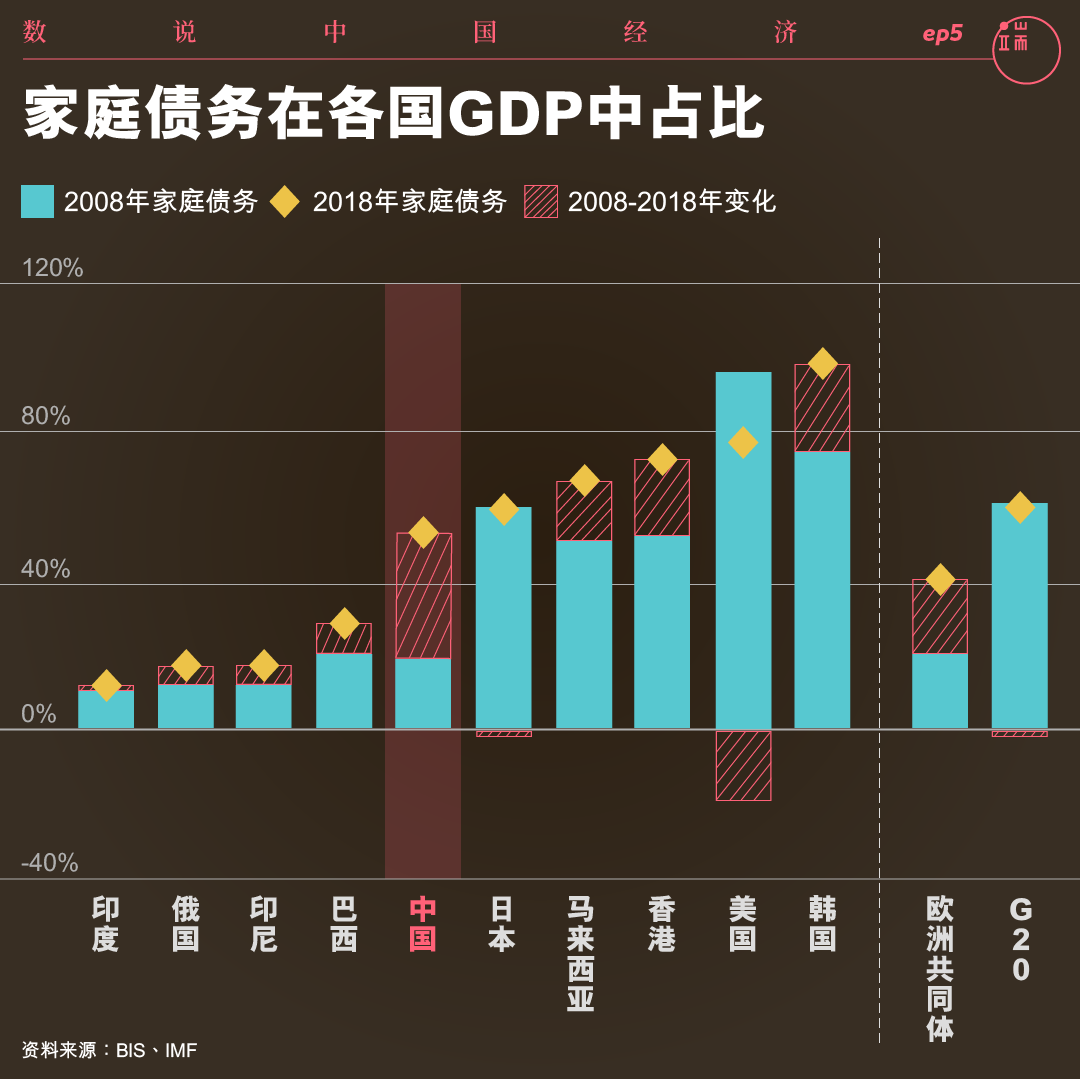 数说中国经济 ep5 端
家庭债务在各国GDP中占比
2008年家庭债务 2018年家庭债务 2008-2018年变化
120%
80%
40%
0%
-40%
印度
俄国
印尼
巴西
中国
日本
马来西亚
香港
美国
韩国
欧洲共同体
G20
资料来源：BIS、IMF